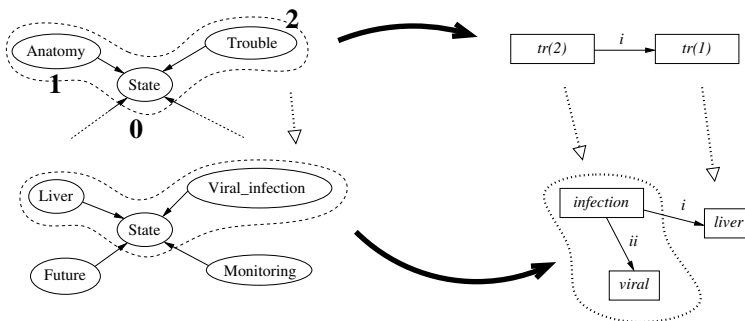 2
Anatomy
Trouble
1
State
0
tr(2)
i
tr(1)
Liver
Viral_infection
State
Future
Monitoring
infection
i
liver
ii
viral